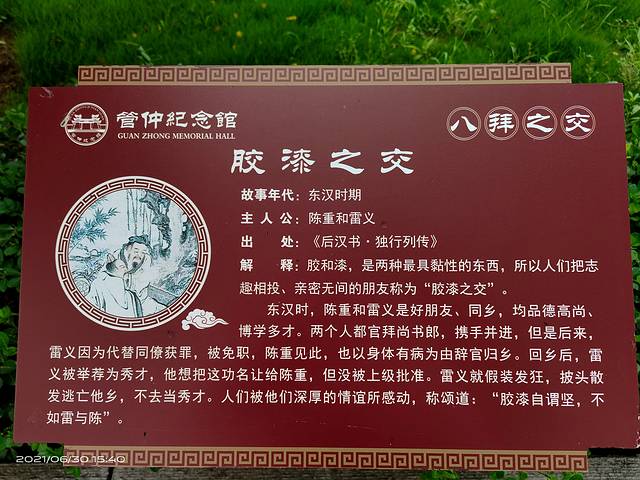 管仲紀念館
GUAN ZHONG MEMORIAL HALL
八拜之交
胶漆之交
故事年代：东汉时期
主人公：陈重和雷义
出处：《后汉书·独行列传》
解释：胶和漆，是两种最具黏性的东西，所以人们把志
趣相投、亲密无间的朋友称为“胶漆之交”。
东汉时，陈重和雷义是好朋友、同乡，均品德高尚、
博学多才。两个人都官拜尚书郎，携手并进，但是后来，
雷义因为代替同僚获罪，被免职，陈重见此，也以身体有病为由辞官归乡。回乡后，雷
义被举荐为秀才，他想把这功名让给陈重，但没被上级批准。雷义就假装发狂，披头散
发逃亡他乡，不去当秀才。人们被他们深厚的情谊所感动，称颂道：“胶漆自谓坚，不
如雷与陈”。
2021/06/30 15:40